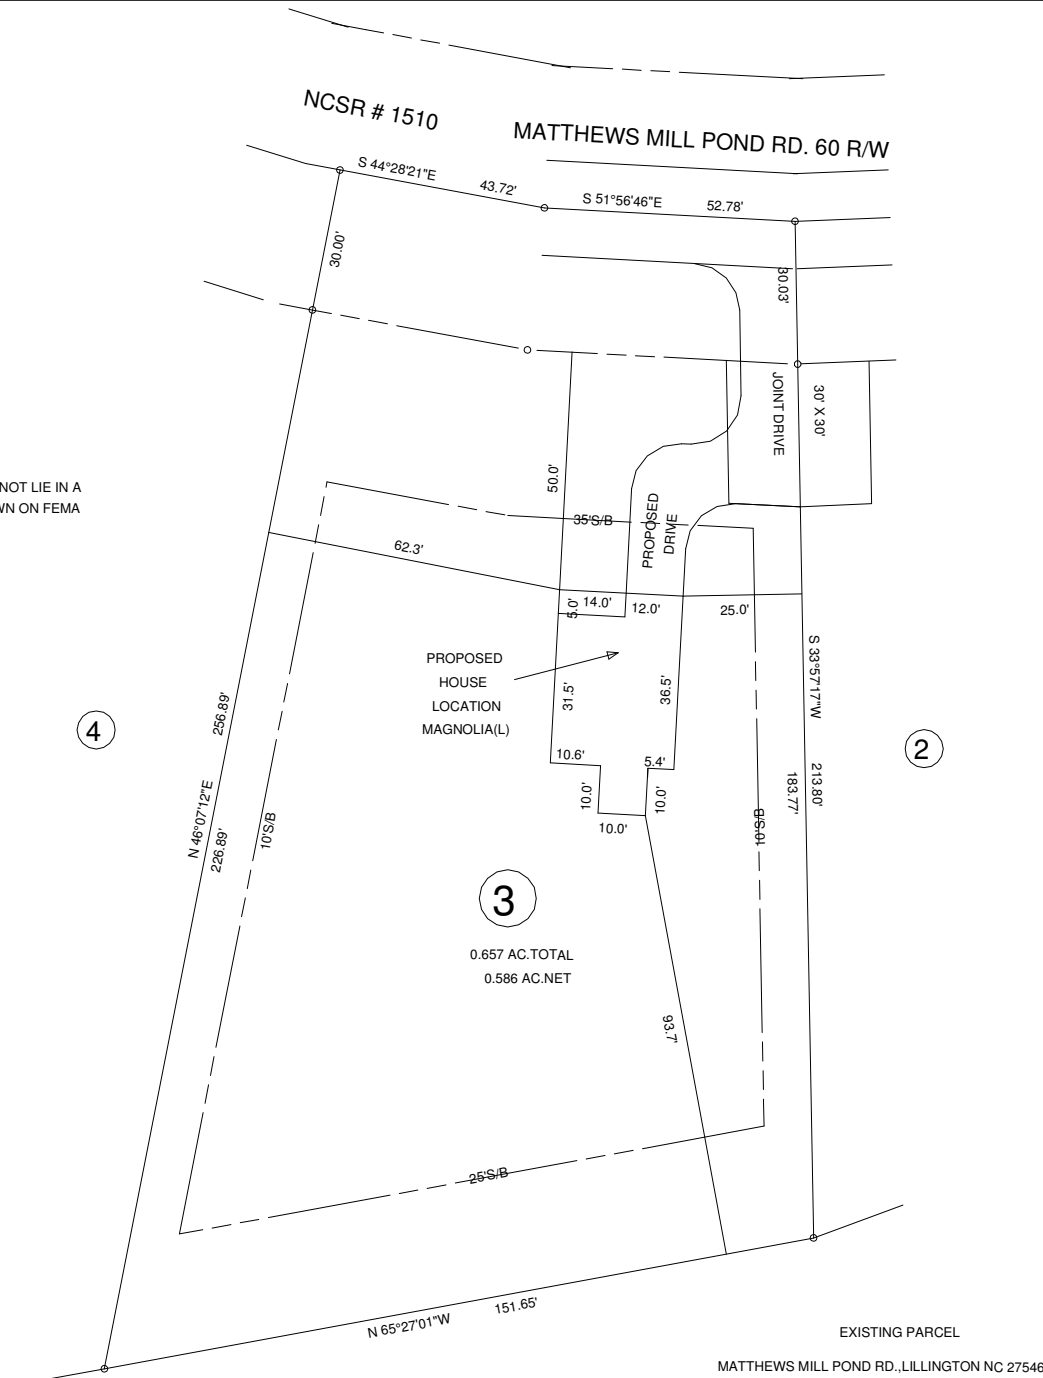 NCSR # 1510
MATTHEWS MILL POND RD. 60 R/W
S 44°28'21"E
43.72'
S 51°56'46"E
52.78'
30.00'
30.03'
JOINT DRIVE
30' X 30'
NOT LIE IN A
WN ON FEMA
50.0'
35'S/B
PROPOSED
DRIVE
62.3'
5.0'
14.0'
12.0'
25.0'
PROPOSED
HOUSE
LOCATION
MAGNOLIA(L)
31.5'
36.5'
S 33°57'17"W
256.89'
4
2
10.6'
5.4'
10.0'
10.0'
10.0'
183.77'
213.80'
N 46°07'12"E
226.89'
10'S/B
10'S/B
3
0.657 AC.TOTAL
0.586 AC.NET
93.7'
25'S/B
N 65°27'01"W
151.65'
EXISTING PARCEL
MATTHEWS MILL POND RD.,LILLINGTON NC 27546